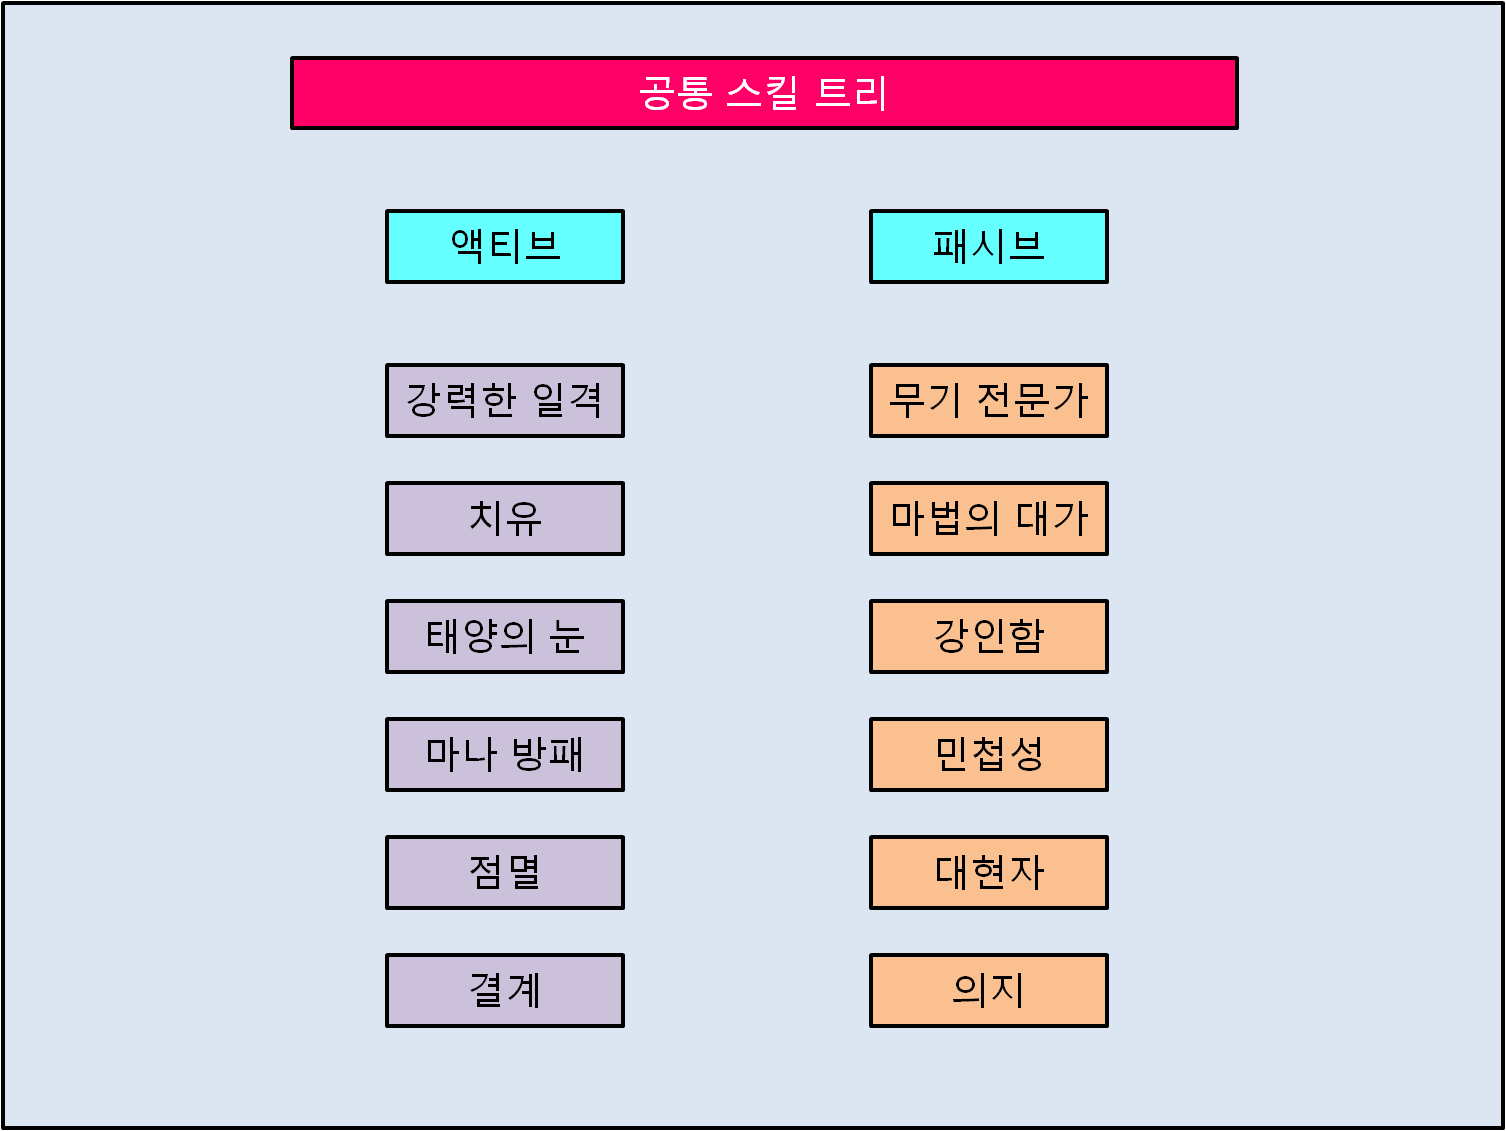 공통 스킬 트리
액티브
패시브
강력한 일격
무기 전문가
치유
마법의 대가
태양의 눈
강인함
마나 방패
민첩성
점멸
대현자
결계
의지